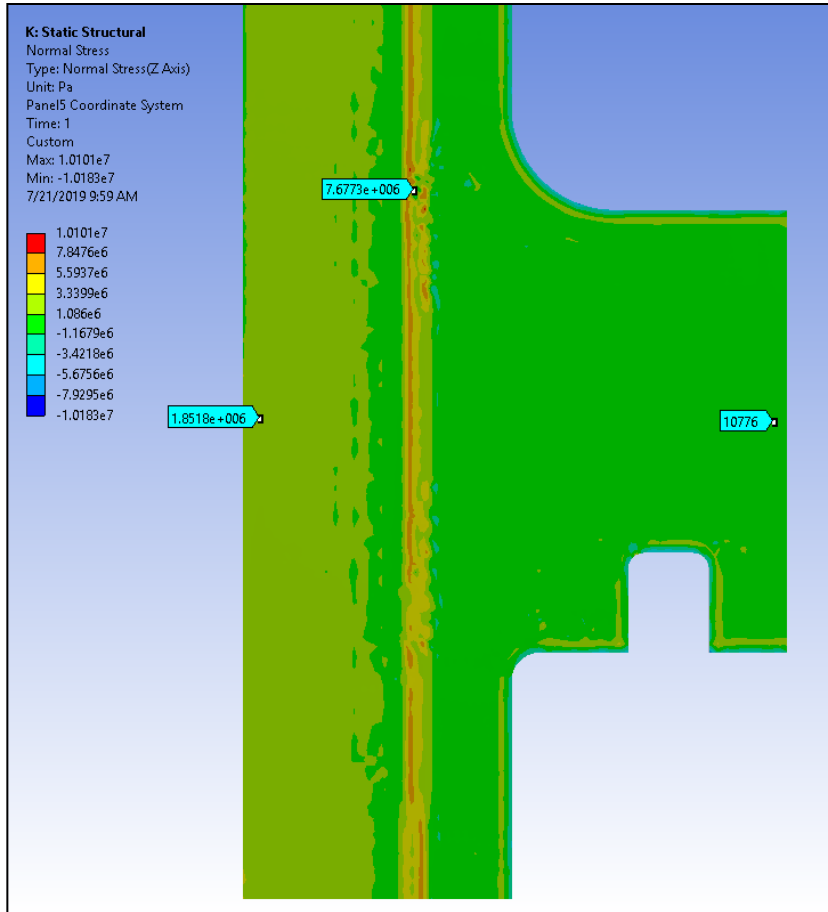 K: Static Structural
Normal Stress
Type: Normal Stress(Z Axis)
Unit: Pa
Panel5 Coordinate System
Time: 1
Custom
Max: 1.0101e7
Min: -1.0183e7
7/21/2019 9:59 AM
1.0101e7
7.8476e6
5.5937e6
3.3399e6
1.086e6
-1.1679e6
-3.4218e6
-5.6756e6
-7.9295e6
-1.0183e7
7.6773e+006
1.8518e+006
10776